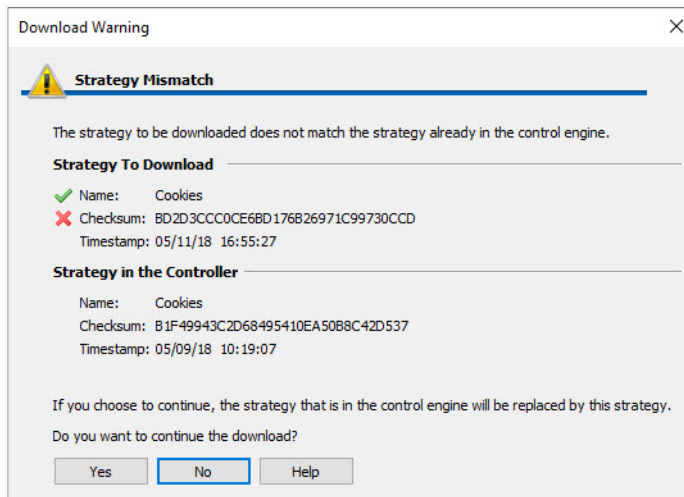 Download Warning
Strategy Mismatch
The strategy to be downloaded does not match the strategy already in the control engine.
Strategy To Download
Name: Cookies
Checksum: BD2D3CCC0CE6BD176B26971C99730CCD
Timestamp: 05/11/18 16:55:27
Strategy in the Controller
Name: Cookies
Checksum: B1F49943C2D68495410EA50B8C42D537
Timestamp: 05/09/18 10:19:07
If you choose to continue, the strategy that is in the control engine will be replaced by this strategy.
Do you want to continue the download?
Yes No Help